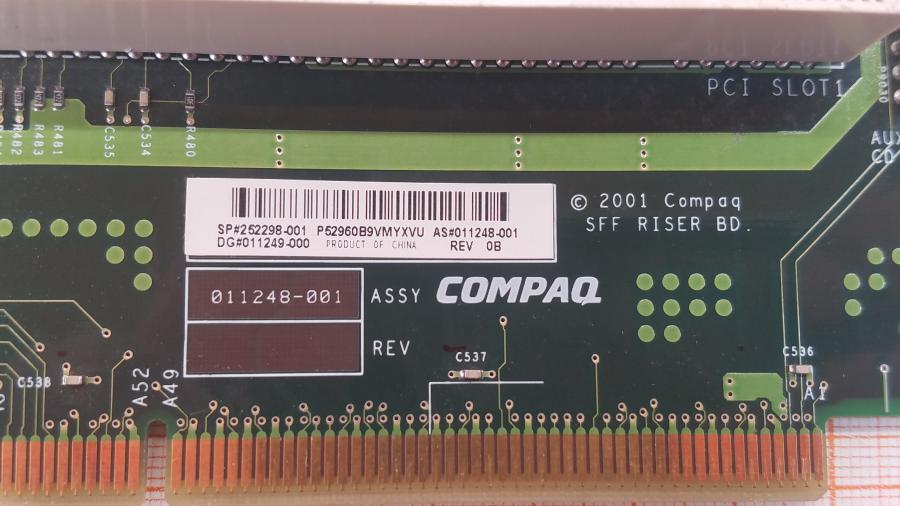 PCI SLOT1
R482
R483
R481
C535
C534
R480
AUX
CD
© 2001 Compaq
SFF RISER BD.
SP#252298-001 P52960B9VMYXVU AS#011248-001
DG#011249-000 PRODUCT OF CHINA REV 0B
011248-001 ASSY COMPAQ
REV
C537
C536
C538
A52
A49
A1